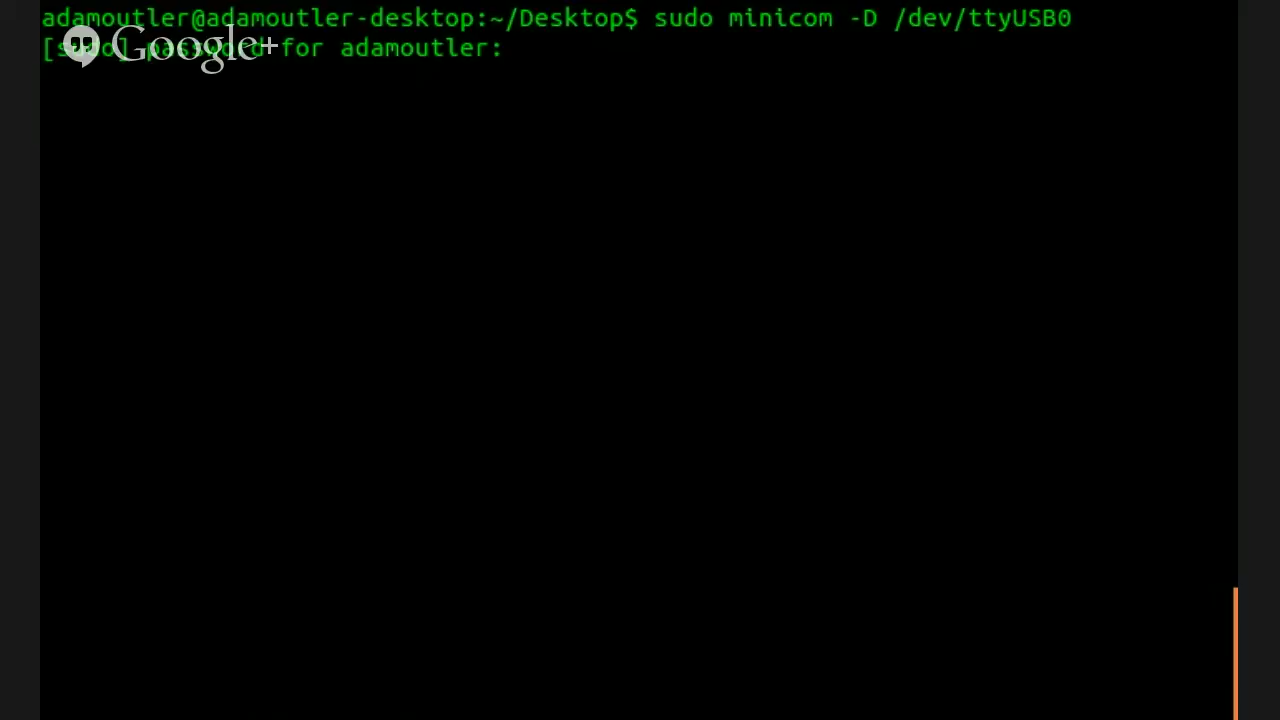 adamoutler@adamoutler-desktop:~/Desktop$ sudo minicom -D /dev/ttyUSB0
[sudo] password for adamoutler:
Google+